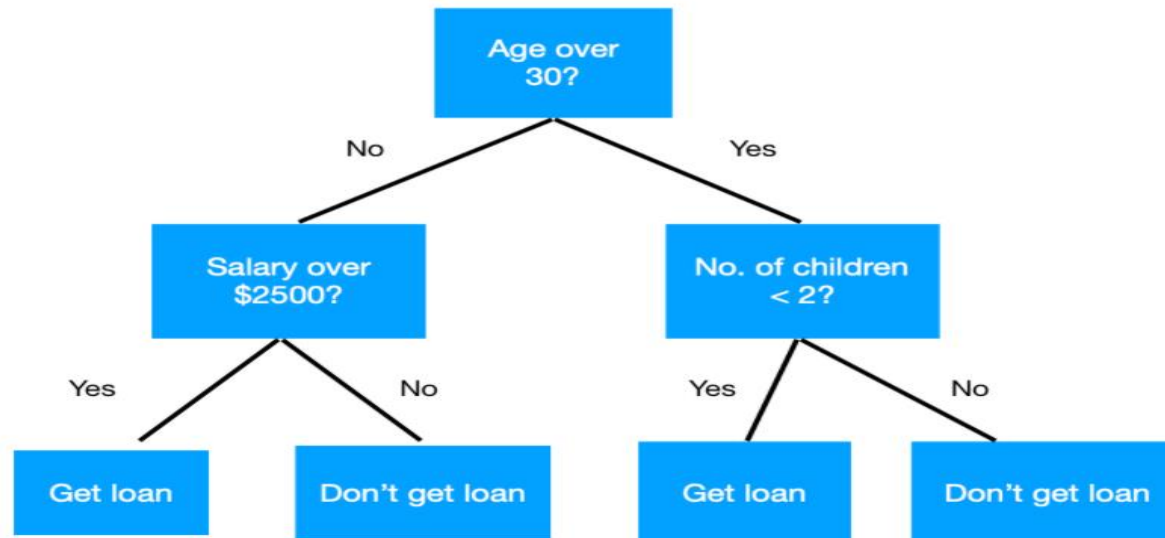 Age over
30?
No
Yes
Salary over
$2500?
No. of children
< 2?
Yes
No
Yes
No
Get loan
Don't get loan
Get loan
Don't get loan